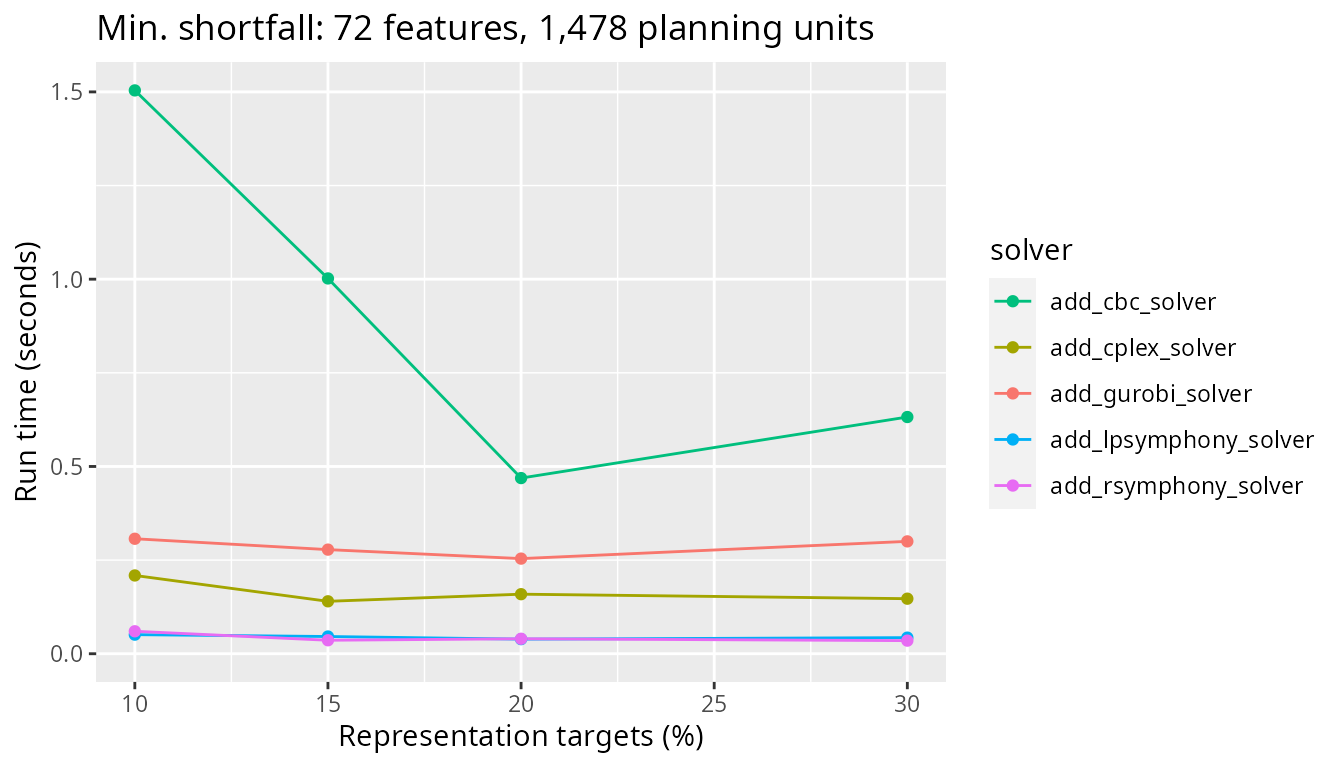 Min. shortfall: 72 features, 1,478 planning units
Run time (seconds)
1.5
1.0
0.5
0.0
10 15 20 25 30
Representation targets (%)
solver
add_cbc_solver
add_cplex_solver
add_gurobi_solver
add_lpsymphony_solver
add_rsymphony_solver